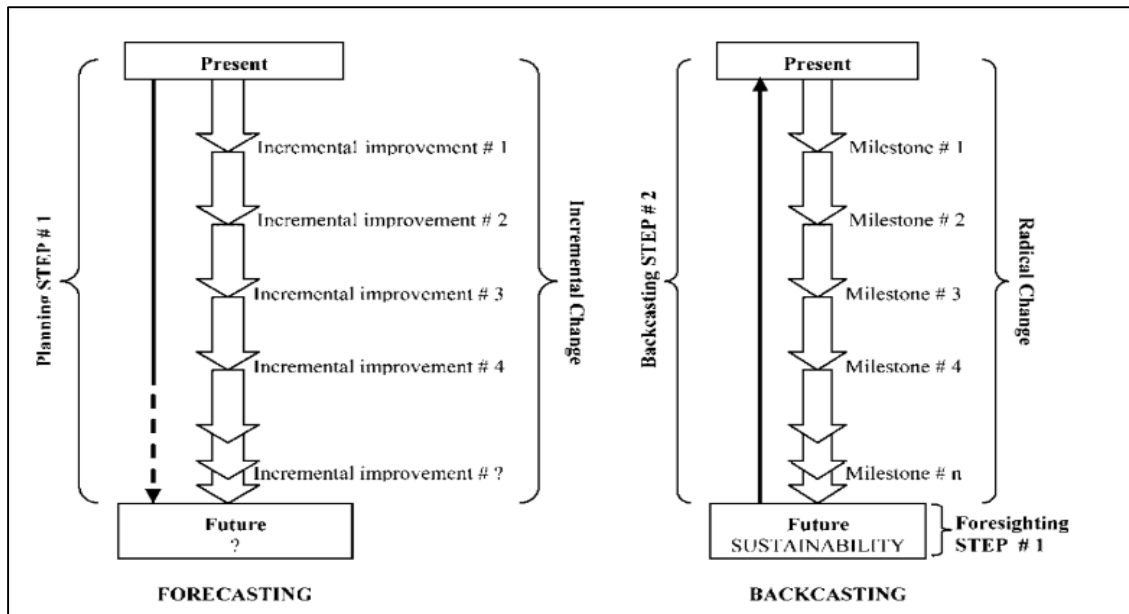 Present
Planning STEP # 1
Incremental improvement # 1
Incremental improvement # 2
Incremental improvement # 3
Incremental improvement # 4
Incremental improvement # ?
Incremental Change
Future
?
FORECASTING
Present
Backcasting STEP # 2
Milestone # 1
Milestone # 2
Milestone # 3
Milestone # 4
Milestone # n
Radical Change
Future
SUSTAINABILITY
Foresighting
STEP # 1
BACKCASTING